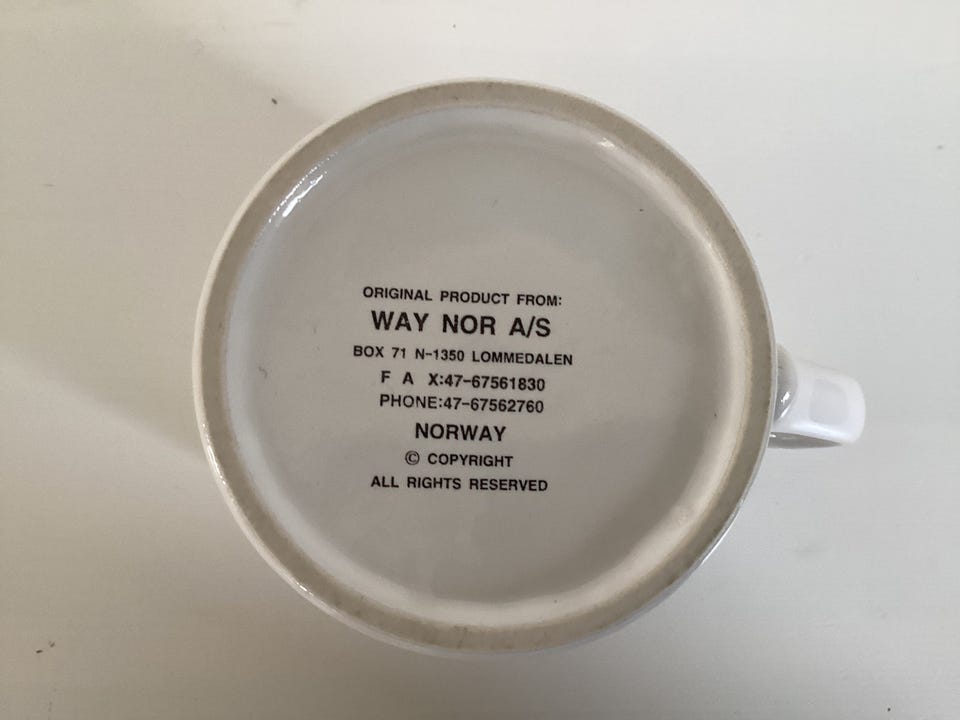 ORIGINAL PRODUCT FROM:
WAY NOR A/S
BOX 71 N-1350 LOMMEDALEN
F A X:47-67561830
PHONE:47-67562760
NORWAY
© COPYRIGHT
ALL RIGHTS RESERVED